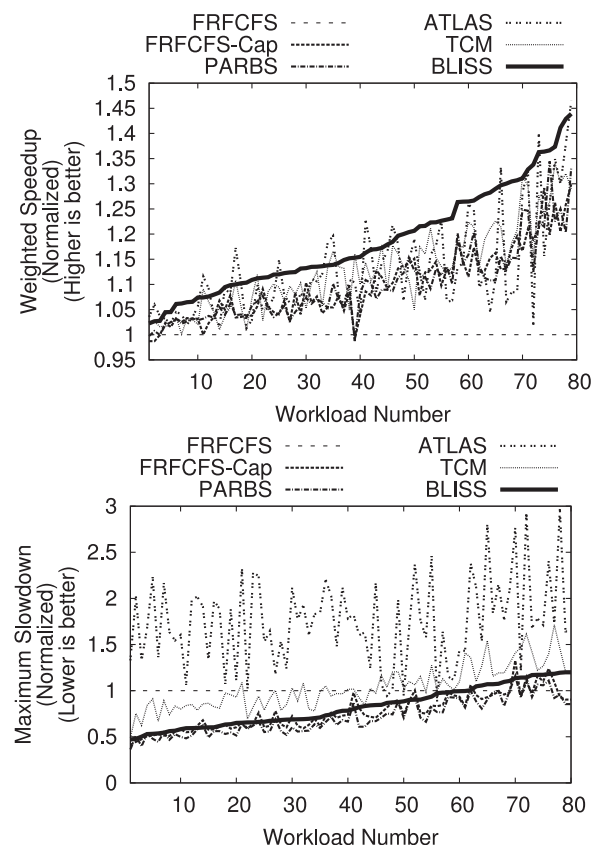 FRFCFS
FRFCFS-Cap
PARBS
ATLAS
TCM
BLISS
1.5
1.45
1.4
1.35
1.3
1.25
1.2
1.15
1.1
1.05
1
0.95
Weighted Speedup
(Normalized)
(Higher is better)
10 20 30 40 50 60 70 80
Workload Number
FRFCFS
FRFCFS-Cap
PARBS
ATLAS
TCM
BLISS
3
2.5
2
1.5
1
0.5
0
Maximum Slowdown
(Normalized)
(Lower is better)
10 20 30 40 50 60 70 80
Workload Number